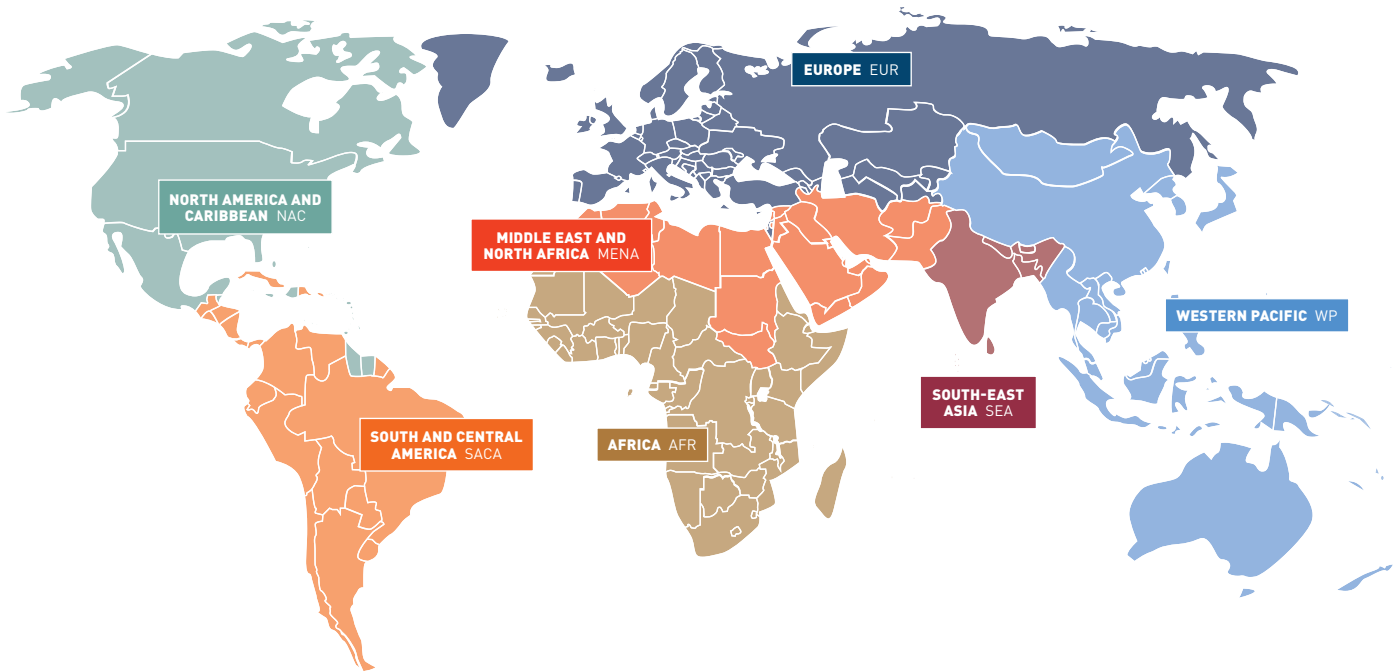 EUROPE EUR
NORTH AMERICA AND
CARIBBEAN NAC
MIDDLE EAST AND
NORTH AFRICA MENA
WESTERN PACIFIC WP
SOUTH-EAST
ASIA SEA
SOUTH AND CENTRAL
AMERICA SACA
AFRICA AFR